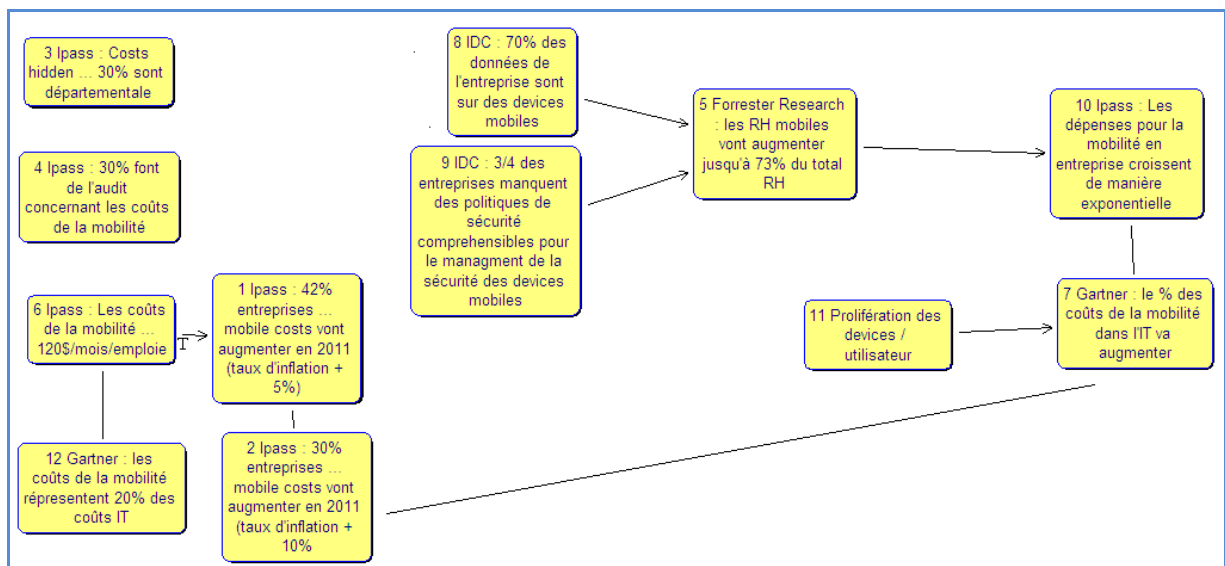 3 Ipass : Costs
hidden ... 30% sont
départementale
8 IDC : 70% des
données de
l'entreprise sont
sur des devices
mobiles
5 Forrester Research
: les RH mobiles
vont augmenter
jusqu'à 73% du total
RH
10 Ipass : Les
dépenses pour la
mobilité en
entreprise croissent
de manière
exponentielle
4 Ipass : 30% font
de l'audit
concernant les coûts
de la mobilité
9 IDC : 3/4 des
entreprises manquent
des politiques de
sécurité
comprehensibles pour
le managment de la
sécurité des devices
mobiles
6 Ipass : Les coûts
de la mobilité ...
120$/mois/emploie
T
1 Ipass : 42%
entreprises ...
mobile costs vont
augmenter en 2011
(taux d'inflation +
5%)
11 Prolifération des
devices /
utilisateur
7 Gartner : le % des
coûts de la mobilité
dans l'IT va
augmenter
12 Gartner : les
coûts de la mobilité
répresentent 20% des
coûts IT
2 Ipass : 30%
entreprises ...
mobile costs vont
augmenter en 2011
(taux d'inflation +
10%